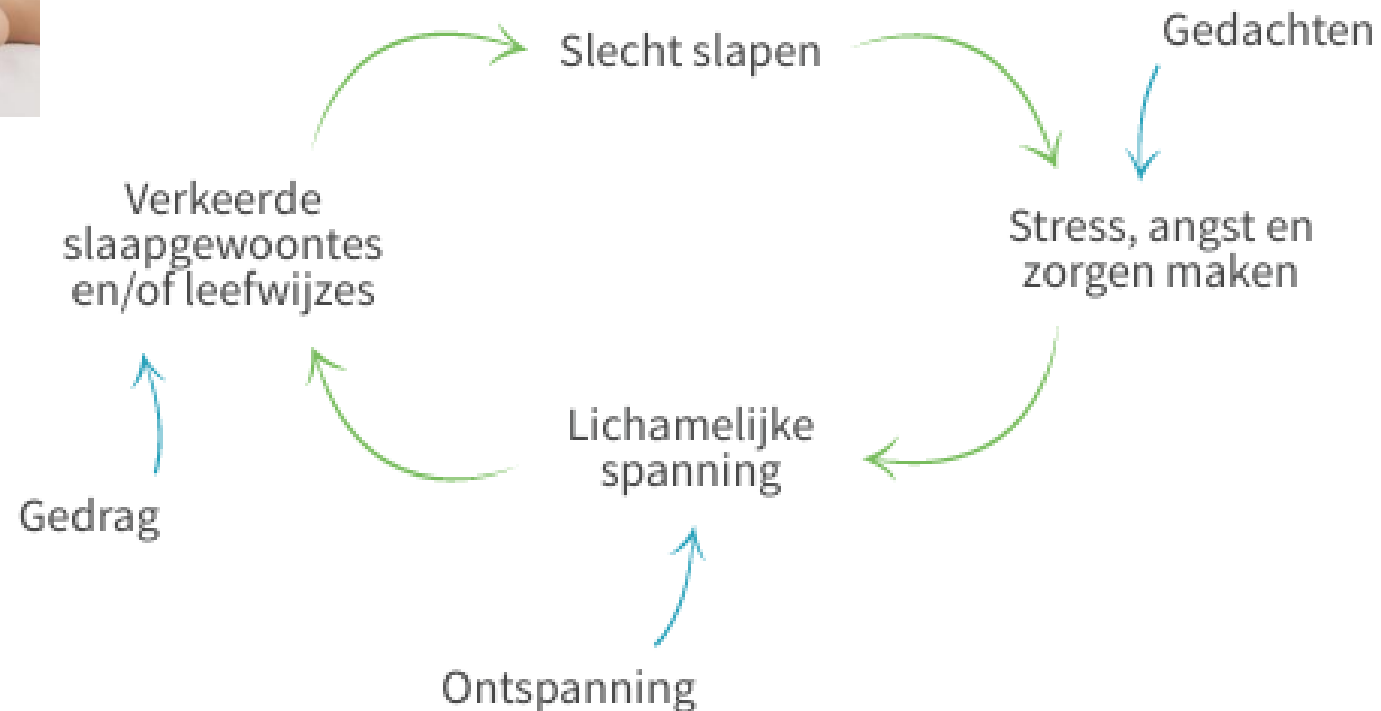 Gedachten
Slecht slapen
Verkeerde
slaapgewoontes
en/of leefwijzes
Stress, angst en
zorgen maken
Lichamelijke
spanning
Gedrag
Ontspanning